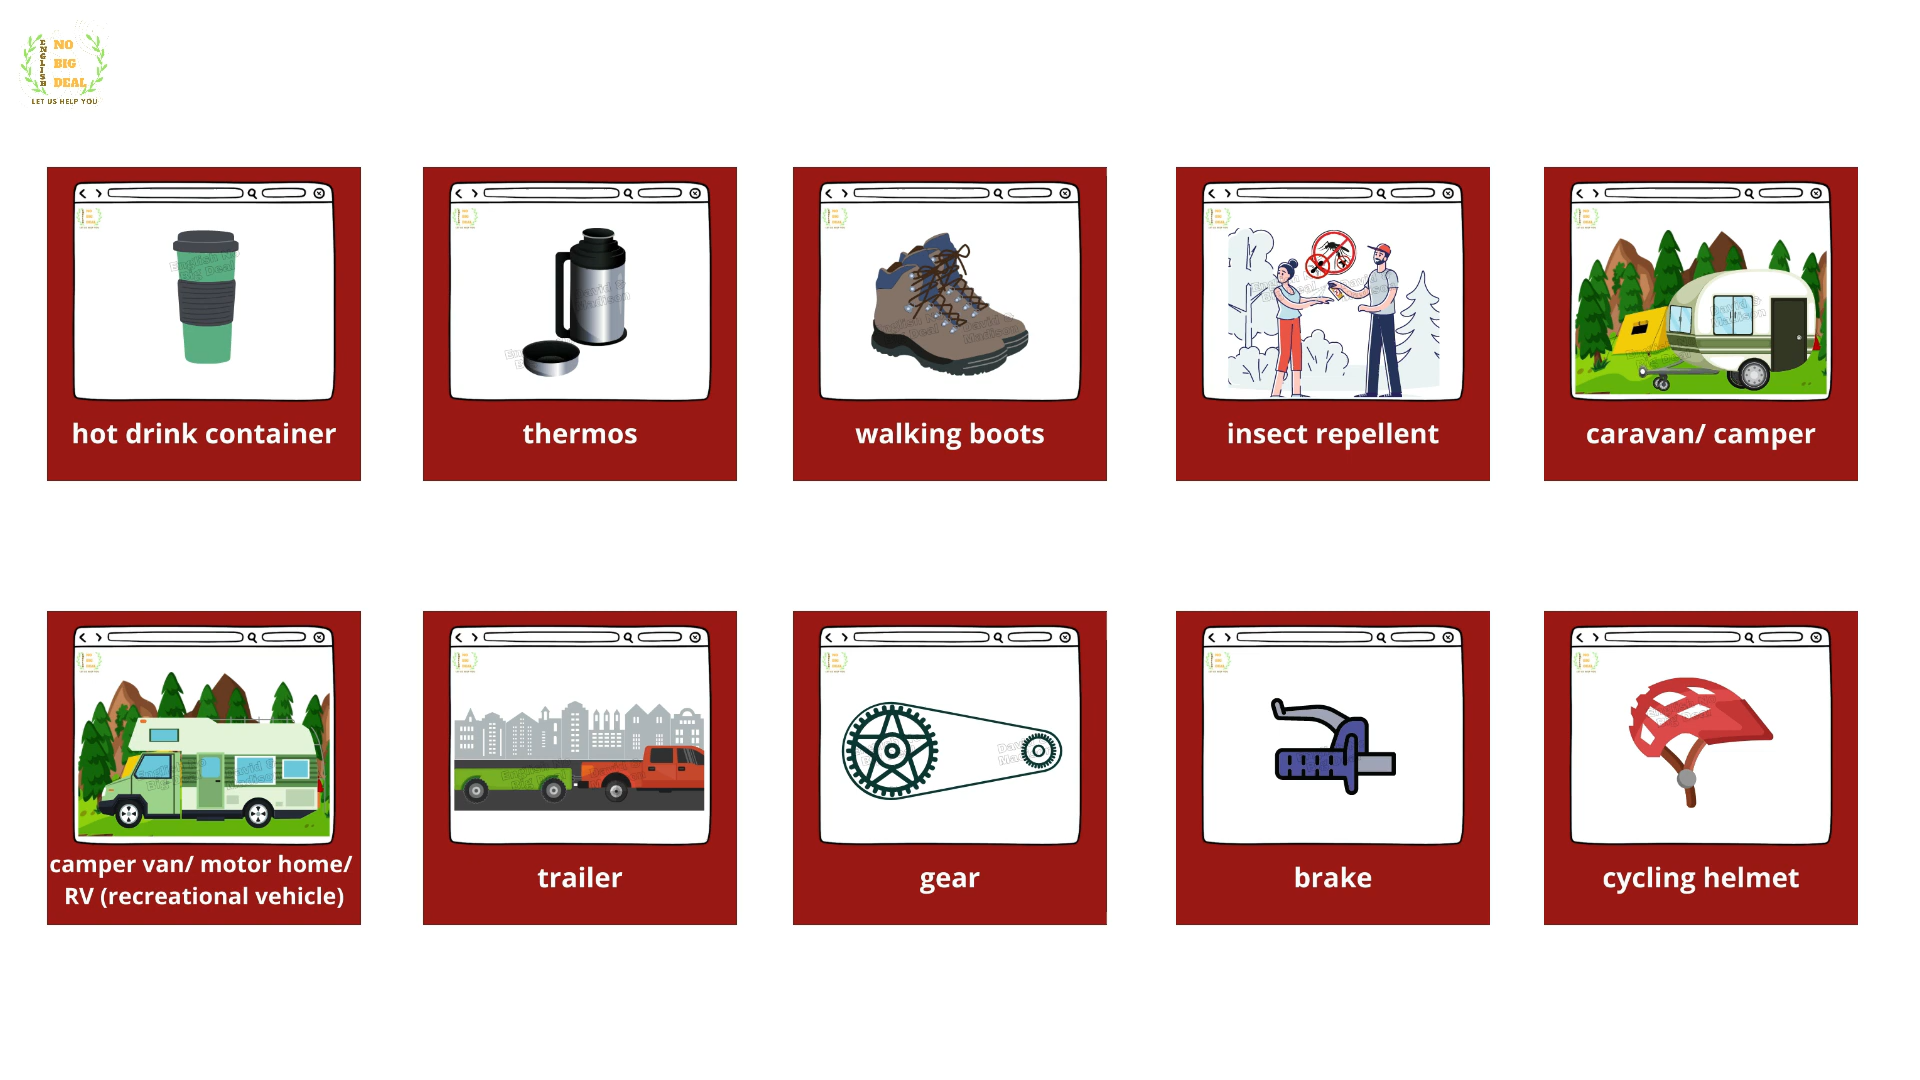 ENGLISH
NO
BIG
DEAL
LET US HELP YOU
hot drink container
thermos
walking boots
insect repellent
caravan/ camper
camper van/ motor home/
RV (recreational vehicle)
trailer
gear
brake
cycling helmet